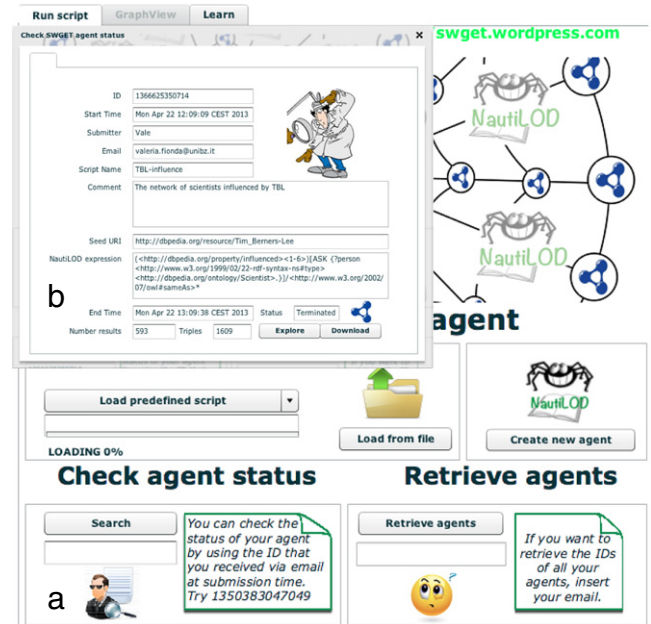 Run script
GraphView
Learn
Check SWGET agent status
swget.wordpress.com
ID
1366625350714
Start Time
Mon Apr 22 12:09:09 CEST 2013
Submitter
Vale
Email
valeria.fionda@unibz.it
Script Name
TBL-influence
Comment
The network of scientists influenced by TBL
Seed URI
http://dbpedia.org/resource/Tim_Berners-Lee
NautiLOD expression
(<http://dbpedia.org/property/influenced><1-6>)[ASK {?person
<http://www.w3.org/1999/02/22-rdf-syntax-ns#type>
<http://dbpedia.org/ontology/Scientist>.}]/<http://www.w3.org/2002/
07/owl#sameAs>*
End Time
Mon Apr 22 13:09:38 CEST 2013
Status
Terminated
Number results
593
Triples
1609
Explore
Download
b
NautiLOD
NautiLOD
agent
Load predefined script
LOADING 0%
Load from file
NautiLOD
Create new agent
Check agent status
Retrieve agents
Search
You can check the
status of your agent
by using the ID that
you received via email
at submission time.
Try 1350383047049
a
Retrieve agents
If you want to
retrieve the IDs
of all your
agents, insert
your email.